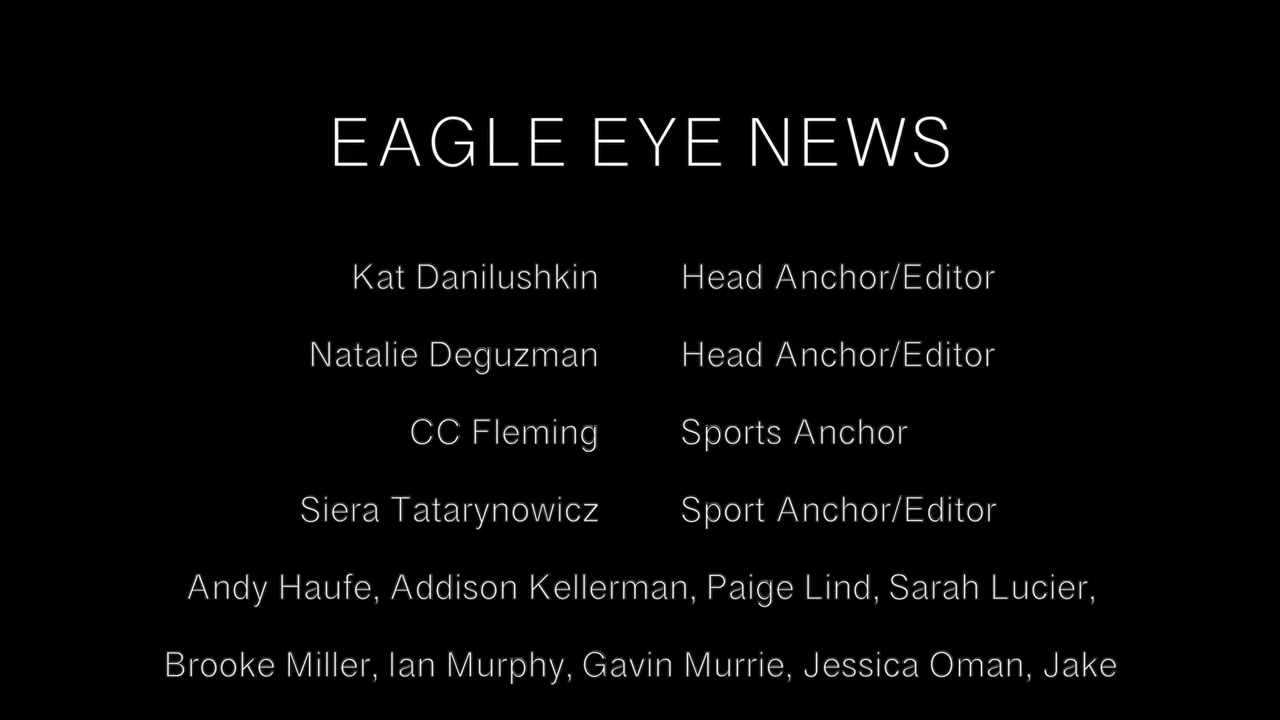 EAGLE EYE NEWS
Kat Danilushkin Head Anchor/Editor
Natalie Deguzman Head Anchor/Editor
CC Fleming Sports Anchor
Siera Tatarynowicz Sport Anchor/Editor
Andy Haufe, Addison Kellerman, Paige Lind, Sarah Lucier,
Brooke Miller, Ian Murphy, Gavin Murrie, Jessica Oman, Jake